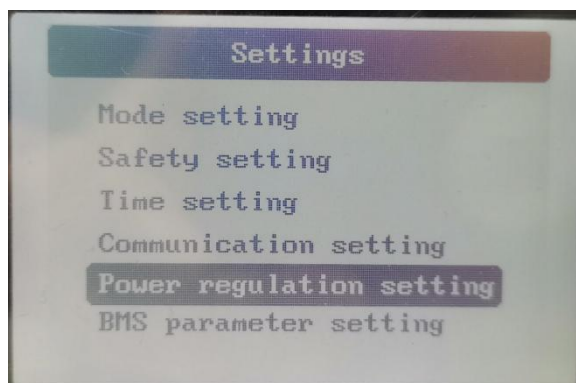 Settings
Mode setting
Safety setting
Time setting
Communication setting
Power regulation setting
BMS parameter setting